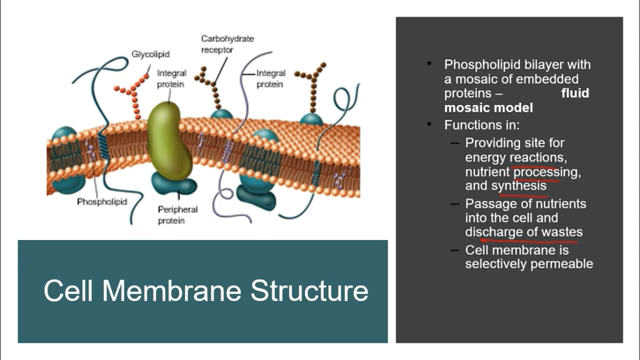 Carbohydrate
receptor
Glycolipid
Integral
protein
Integral
protein
Phospholipid
Peripheral
protein
Cell Membrane Structure
• Phospholipid bilayer with
a mosaic of embedded
proteins – fluid
mosaic model
• Functions in:
– Providing site for
energy reactions,
nutrient processing,
and synthesis
– Passage of nutrients
into the cell and
discharge of wastes
– Cell membrane is
selectively permeable